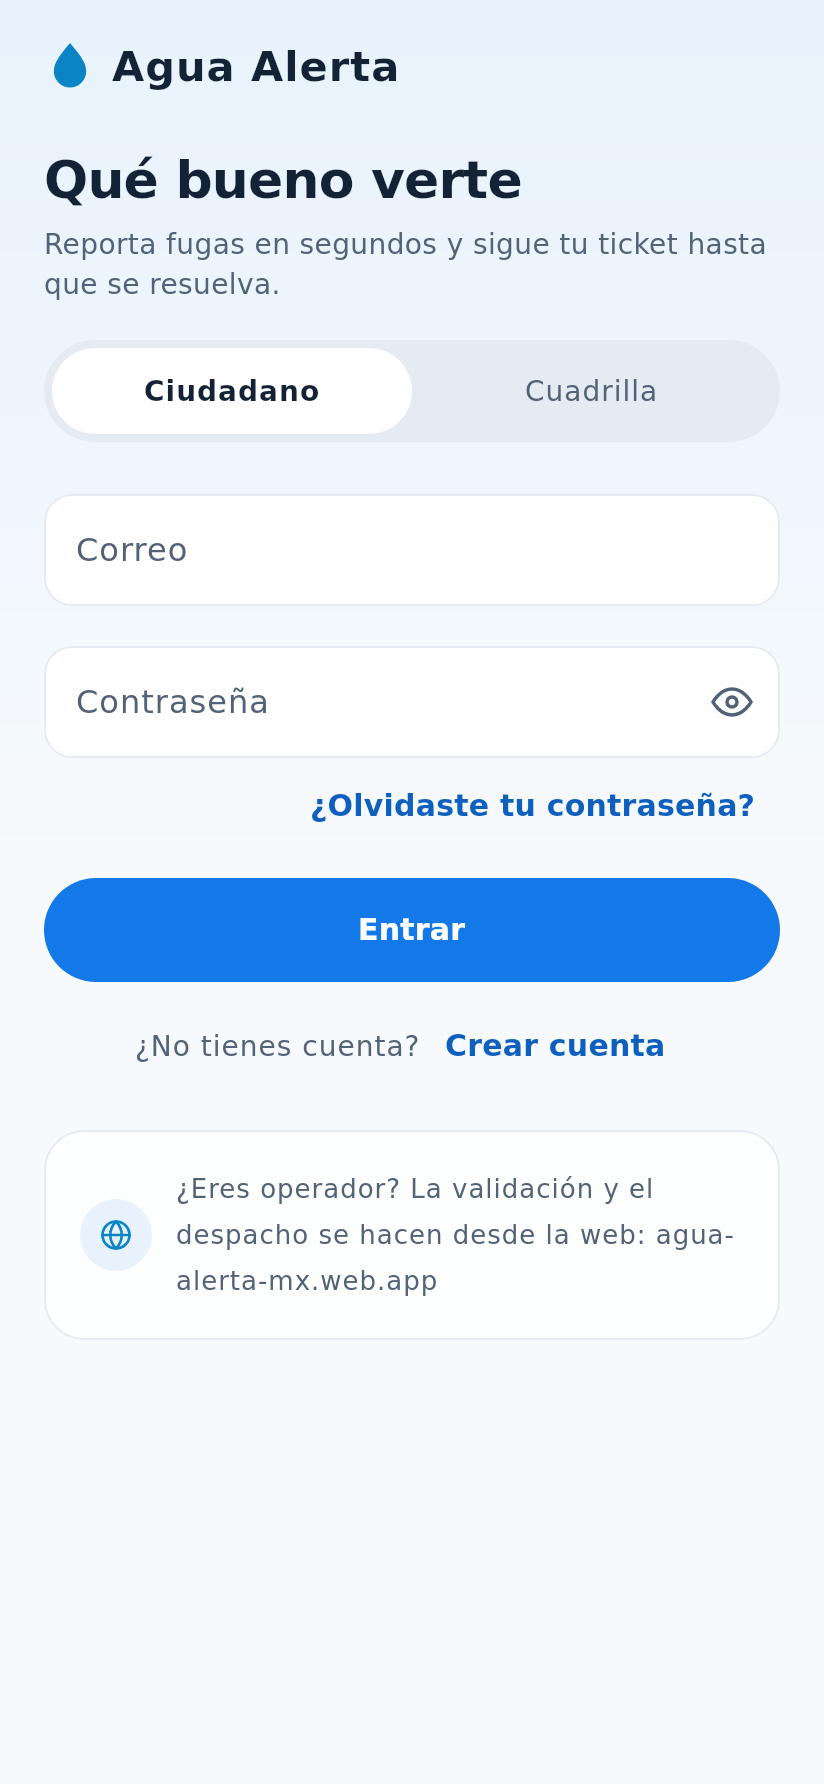 Agua Alerta
Qué bueno verte
Reporta fugas en segundos y sigue tu ticket hasta
que se resuelva.
Ciudadano
Cuadrilla
Correo
Contraseña
¿Olvidaste tu contraseña?
Entrar
¿No tienes cuenta? Crear cuenta
¿Eres operador? La validación y el
despacho se hacen desde la web: agua-
alerta-mx.web.app